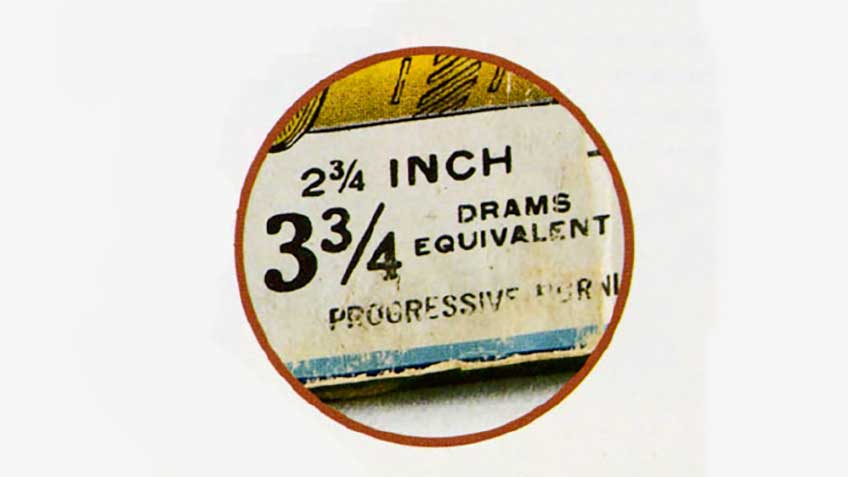 2¾ INCH
3¾ DRAMS
EQUIVALENT
PROGRESSIVE